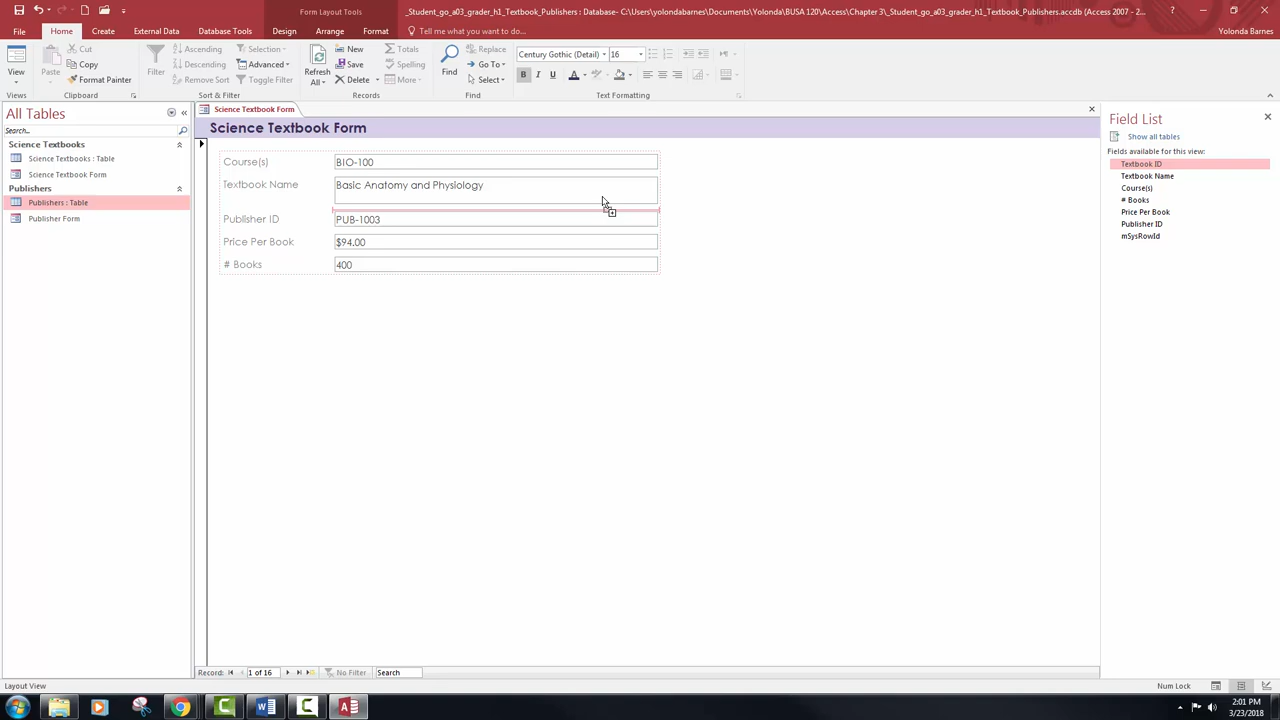 Form Layout Tools
_Student_go_a03_grader_h1_Textbook_Publishers : Database- C:\Users\yolondabarnes\Documents\Yolonda\BUSA 120\Access\Chapter 3\_Student_go_a03_grader_h1_Textbook_Publishers.accdb (Access 2007 - ...
File Home Create External Data Database Tools Design Arrange Format Tell me what you want to do... Yolonda Barnes
Cut Ascending Selection New Totals Replace Century Gothic (Detail) 16
View Paste Copy Filter Descending Advanced Refresh All Save Spelling Find Go To
Format Painter Remove Sort Toggle Filter Delete More Select B I U A
Views Clipboard Sort & Filter Records Find Text Formatting
All Tables
Search...
Science Textbooks
Science Textbooks : Table
Science Textbook Form
Publishers
Publishers : Table
Publisher Form
Science Textbook Form
Science Textbook Form
Course(s) BIO-100
Textbook Name Basic Anatomy and Physiology
Publisher ID PUB-1003
Price Per Book $94.00
# Books 400
Field List
Show all tables
Fields available for this view:
Textbook ID
Textbook Name
Course(s)
# Books
Price Per Book
Publisher ID
mSysRowId
Record: 1 of 16 No Filter Search
Layout View Num Lock
2:01 PM
3/23/2018